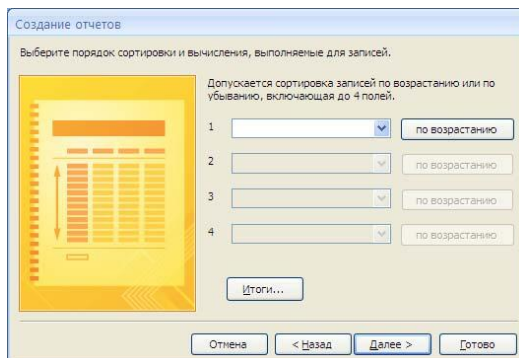 Создание отчетов
Выберите порядок сортировки и вычисления, выполняемые для записей.
Допускается сортировка записей по возрастанию или по
убыванию, включающая до 4 полей.
1 по возрастанию
2 по возрастанию
3 по возрастанию
4 по возрастанию
Итоги...
Отмена < Назад Далее > Готово